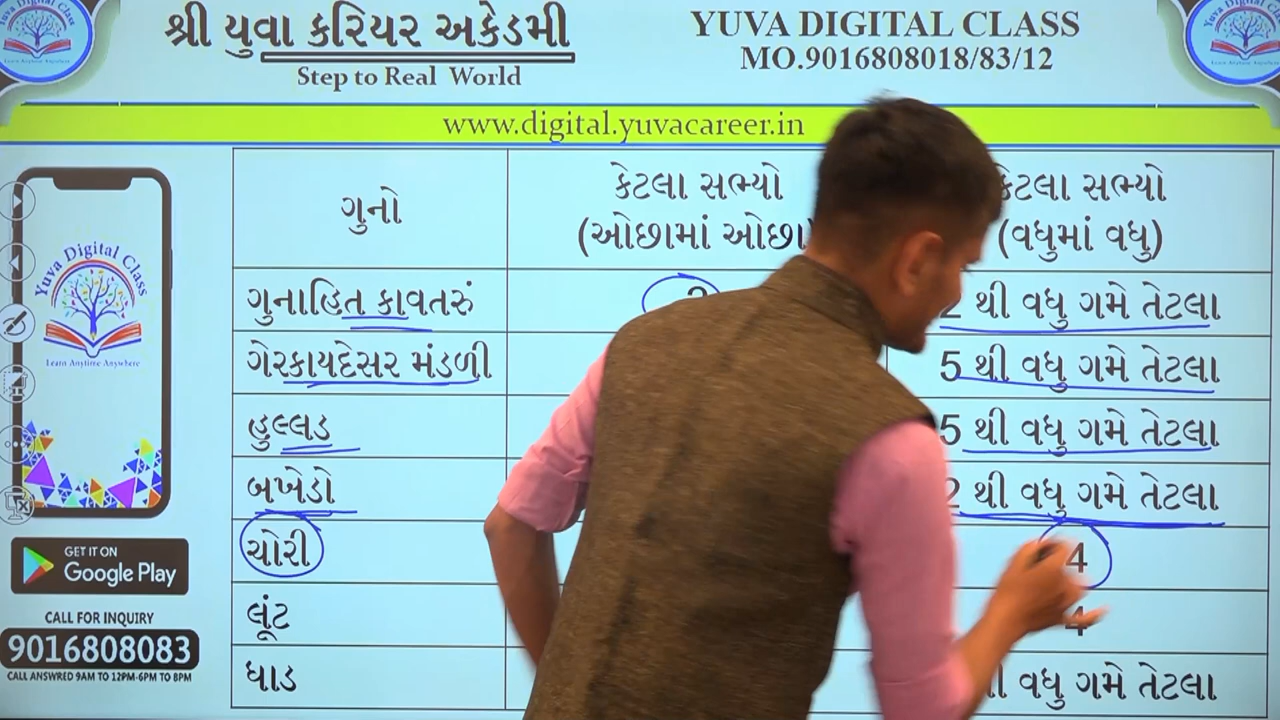 શ્રી યુવા કરિયર અકેડમી
Step to Real World
YUVA DIGITAL CLASS
MO.9016808018/83/12
www.digital.yuvacareer.in
Yuva Digital Class
Learn Anytime Anywhere
GET IT ON
Google Play
CALL FOR INQUIRY
9016808083
CALL ANSWRED 9AM TO 12PM-6PM TO 8PM
ગુનો
કેટલા સભ્યો
(ઓછામાં ઓછા
કેટલા સભ્યો
(વધુમાં વધુ)
ગુનાહિત કાવતરું
2 થી વધુ ગમે તેટલા
ગેરકાયદેસર મંડળી
5 થી વધુ ગમે તેટલા
હુલ્લડ
5 થી વધુ ગમે તેટલા
બખેડો
2 થી વધુ ગમે તેટલા
ચોરી
4
લૂંટ
4
ધાડ
વધુ ગમે તેટલા